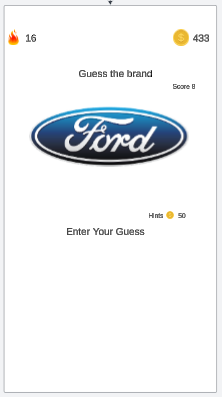 16
433
Guess the brand
Score 8
Ford
Hints 50
Enter Your Guess